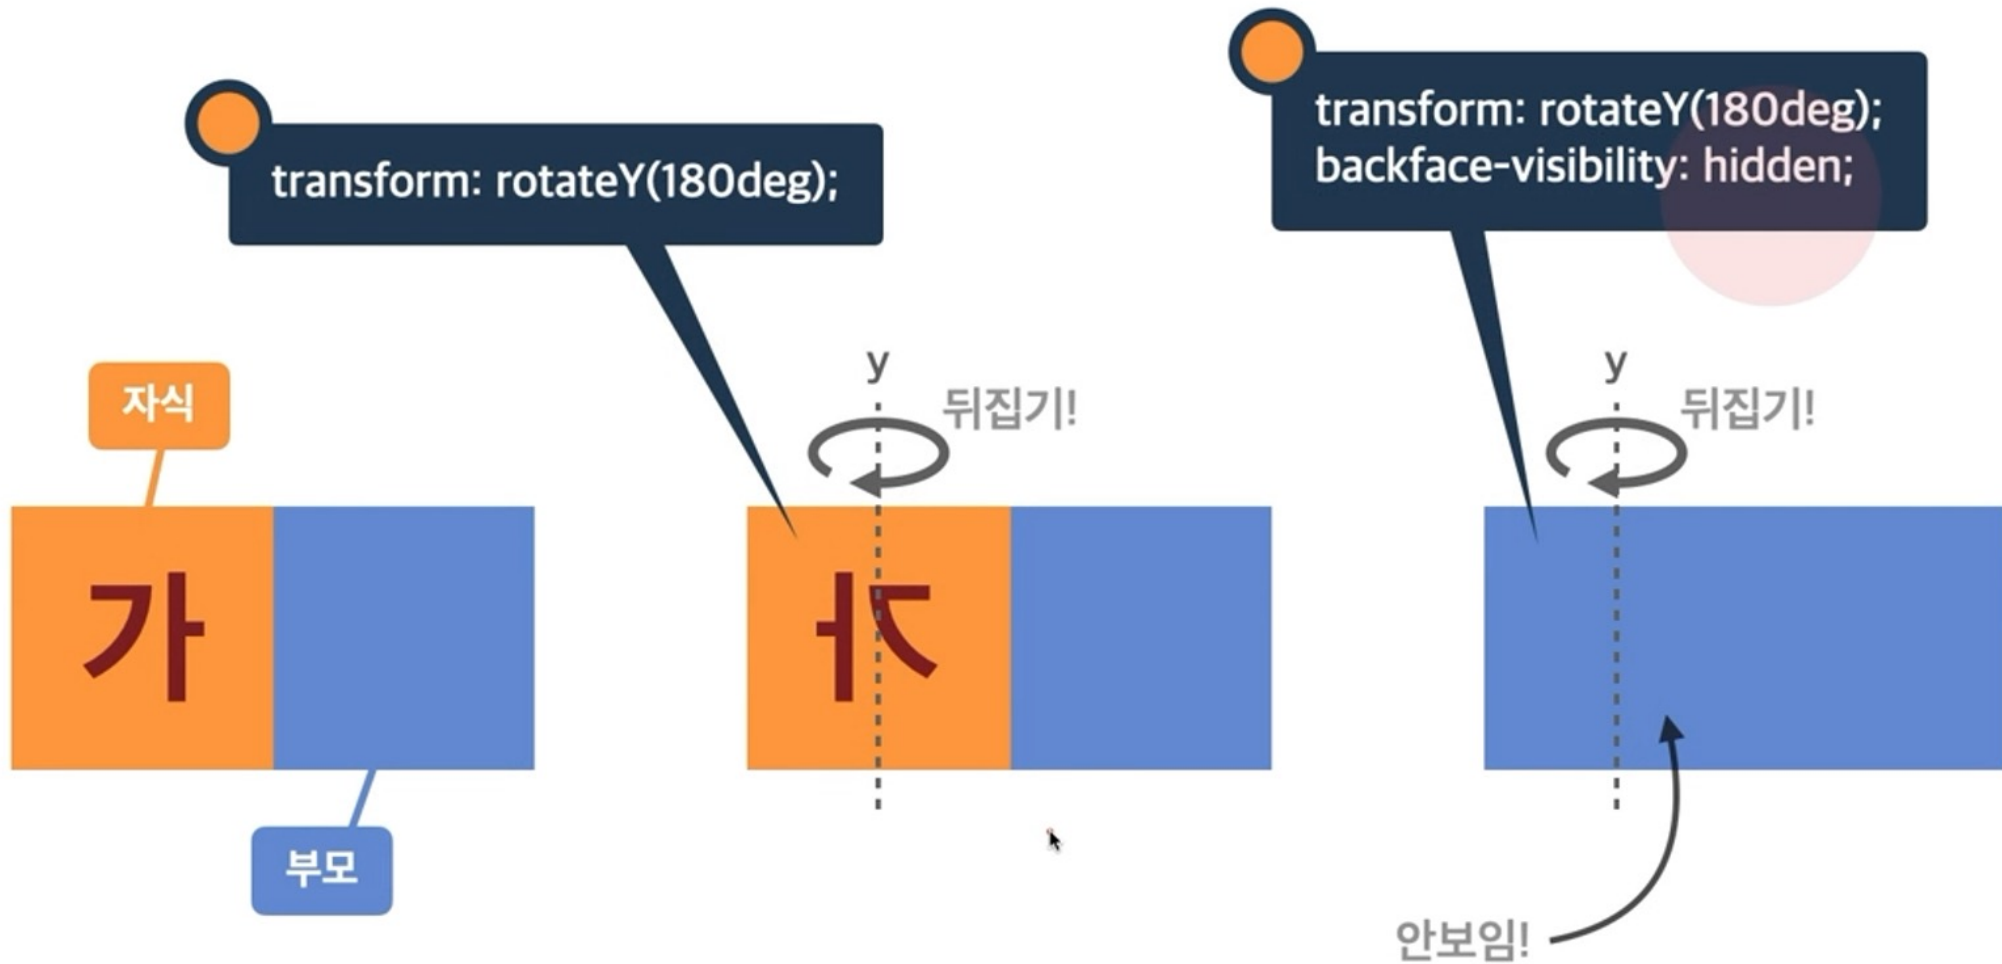 transform: rotateY(180deg);
transform: rotateY(180deg);
backface-visibility: hidden;
자식
y
뒤집기!
y
뒤집기!
가
가
부모
안보임!